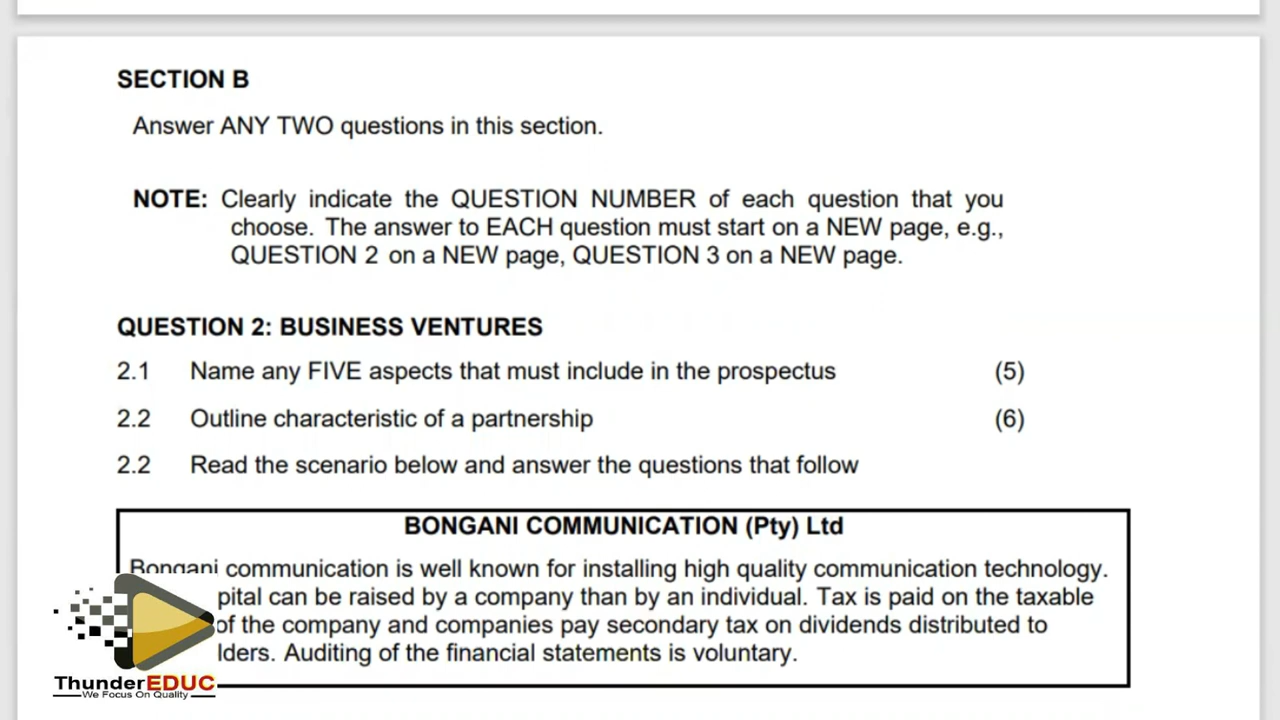 SECTION B
Answer ANY TWO questions in this section.
NOTE: Clearly indicate the QUESTION NUMBER of each question that you
choose. The answer to EACH question must start on a NEW page, e.g.,
QUESTION 2 on a NEW page, QUESTION 3 on a NEW page.
QUESTION 2: BUSINESS VENTURES
2.1 Name any FIVE aspects that must include in the prospectus (5)
2.2 Outline characteristic of a partnership (6)
2.2 Read the scenario below and answer the questions that follow
BONGANI COMMUNICATION (Pty) Ltd
Bongani communication is well known for installing high quality communication technology.
can be raised by a company than by an individual. Tax is paid on the taxable
of the company and companies pay secondary tax on dividends distributed to
Auditing of the financial statements is voluntary.
ThunderEDUC
We Focus On Quality